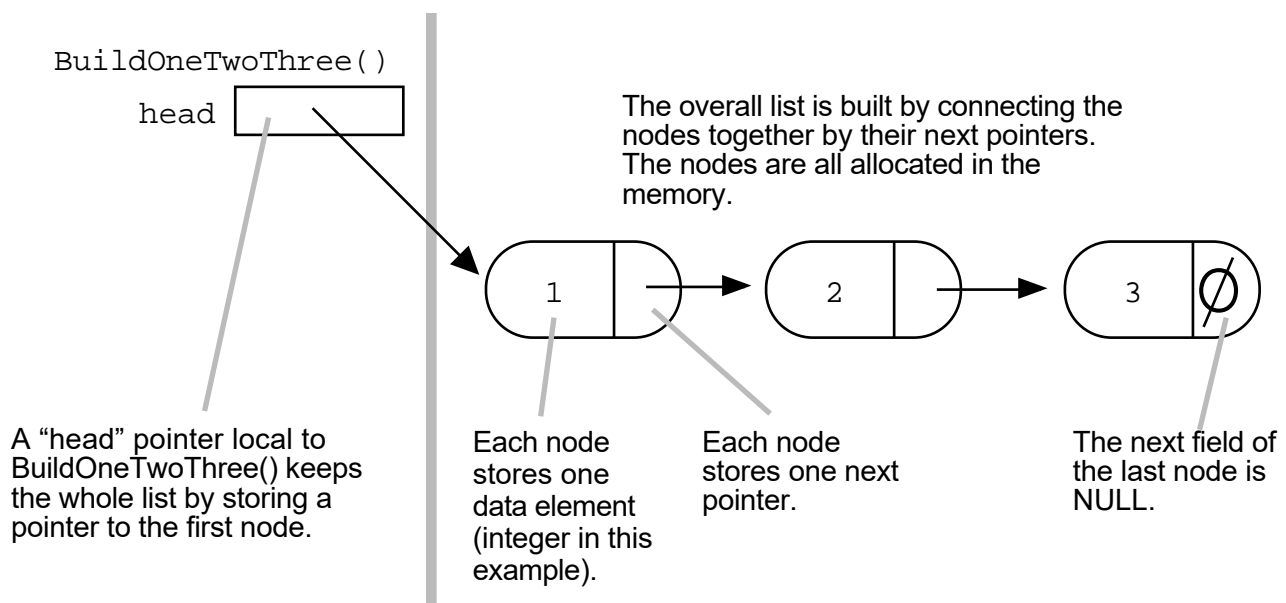 BuildOneTwoThree()
head
The overall list is built by connecting the
nodes together by their next pointers.
The nodes are all allocated in the
memory.
1
2
3
Ø
A “head” pointer local to
BuildOneTwoThree() keeps
the whole list by storing a
pointer to the first node.
Each node
stores one
data element
(integer in this
example).
Each node
stores one next
pointer.
The next field of
the last node is
NULL.